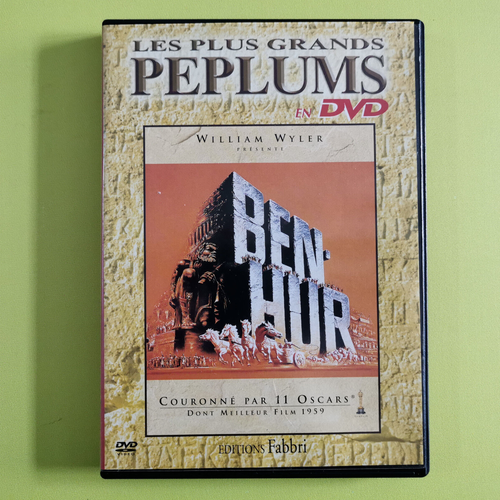 LES PLUS GRANDS
PEPLUMS
EN DVD
WILLIAM WYLER
PRÉSENTE
BEN-
HUR
COURONNÉ PAR 11 OSCARS®
DONT MEILLEUR FILM 1959
DVD
VIDEO
EDITIONS Fabbri